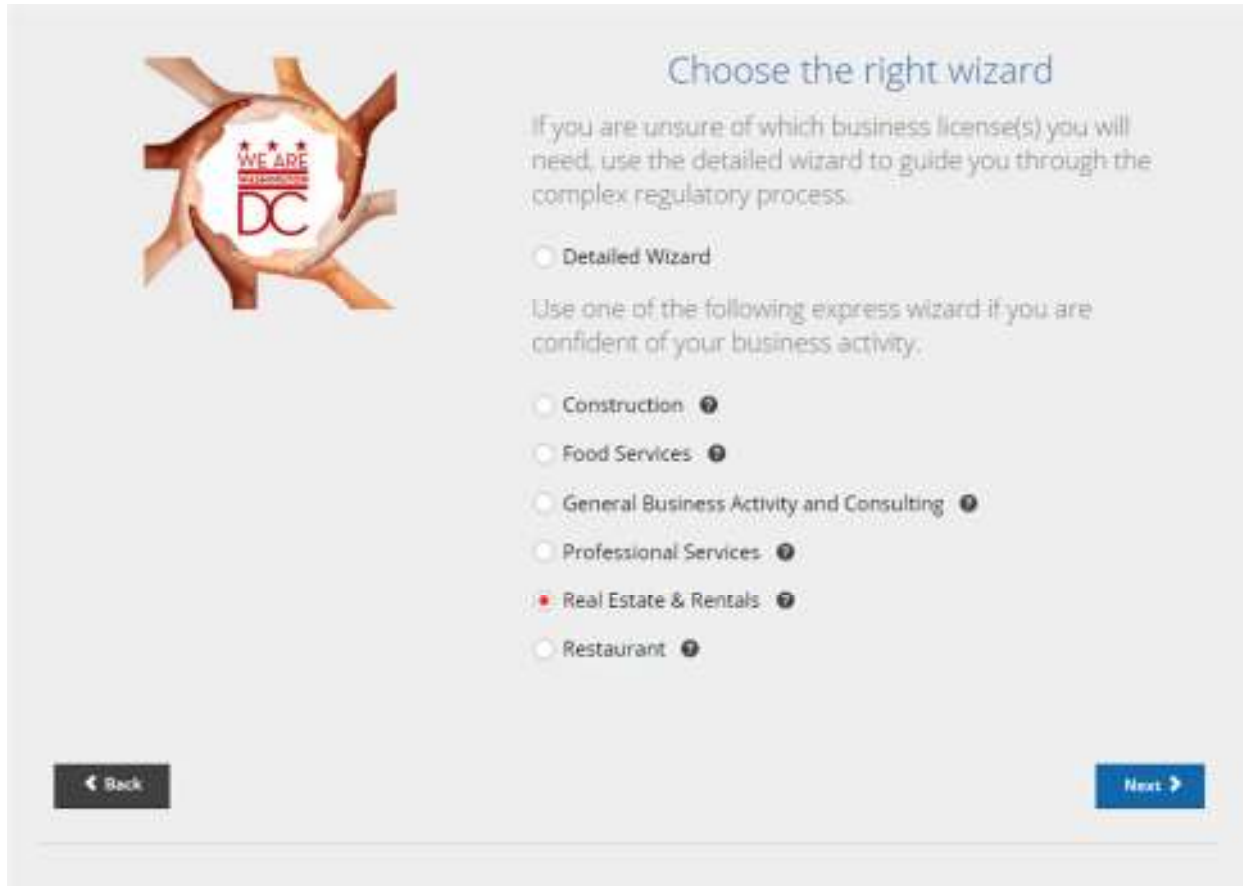 WE ARE
WASHINGTON
DC
Choose the right wizard
If you are unsure of which business license(s) you will
need, use the detailed wizard to guide you through the
complex regulatory process.
Detailed Wizard
Use one of the following express wizard if you are
confident of your business activity.
Construction
Food Services
General Business Activity and Consulting
Professional Services
Real Estate & Rentals
Restaurant
Back
Next